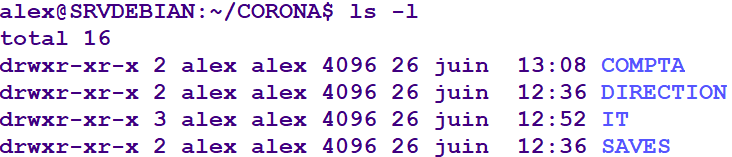 alex@SRVDEBIAN:~/CORONA$ ls -l
total 16
drwxr-xr-x 2 alex alex 4096 26 juin  13:08 COMPTA
drwxr-xr-x 2 alex alex 4096 26 juin  12:36 DIRECTION
drwxr-xr-x 3 alex alex 4096 26 juin  12:52 IT
drwxr-xr-x 2 alex alex 4096 26 juin  12:36 SAVES